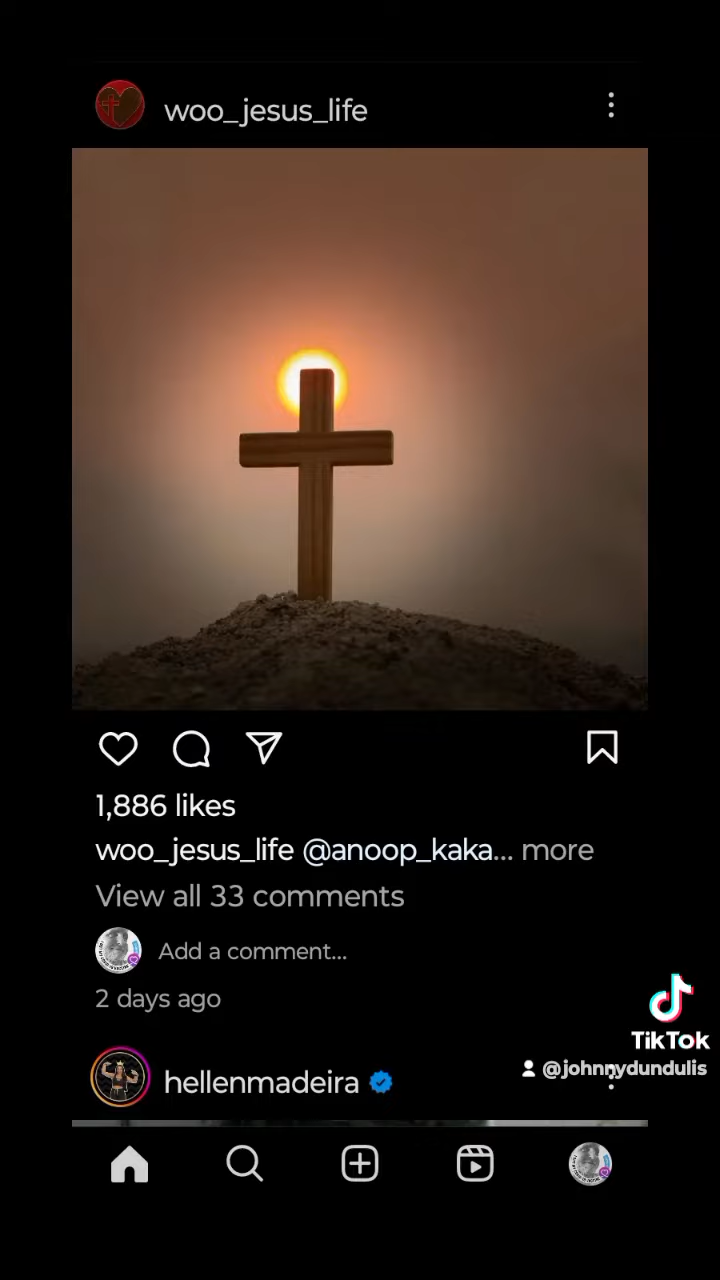 woo_jesus_life
1,886 likes
woo_jesus_life @anoop_kaka... more
View all 33 comments
Add a comment...
2 days ago
TikTok
@johnnydundulis
hellenmadeira